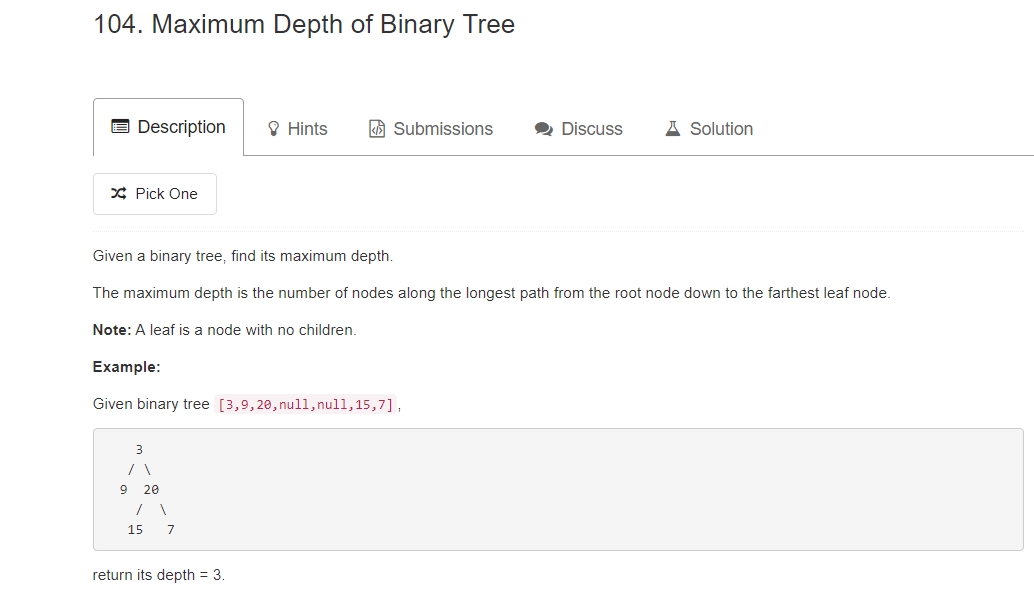 104. Maximum Depth of Binary Tree
Description Hints Submissions Discuss Solution
Pick One
Given a binary tree, find its maximum depth.
The maximum depth is the number of nodes along the longest path from the root node down to the farthest leaf node.
Note: A leaf is a node with no children.
Example:
Given binary tree [3,9,20,null,null,15,7],
    3
   / \
  9  20
    /  \
   15   7
return its depth = 3.